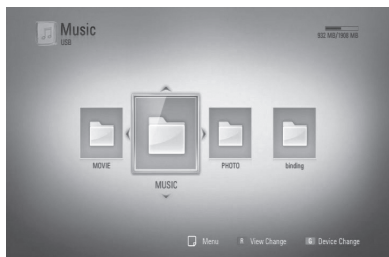 Music
USB
932 MB/1908 MB
MOVIE
MUSIC
PHOTO
binding
Menu
R View Change
G Device Change